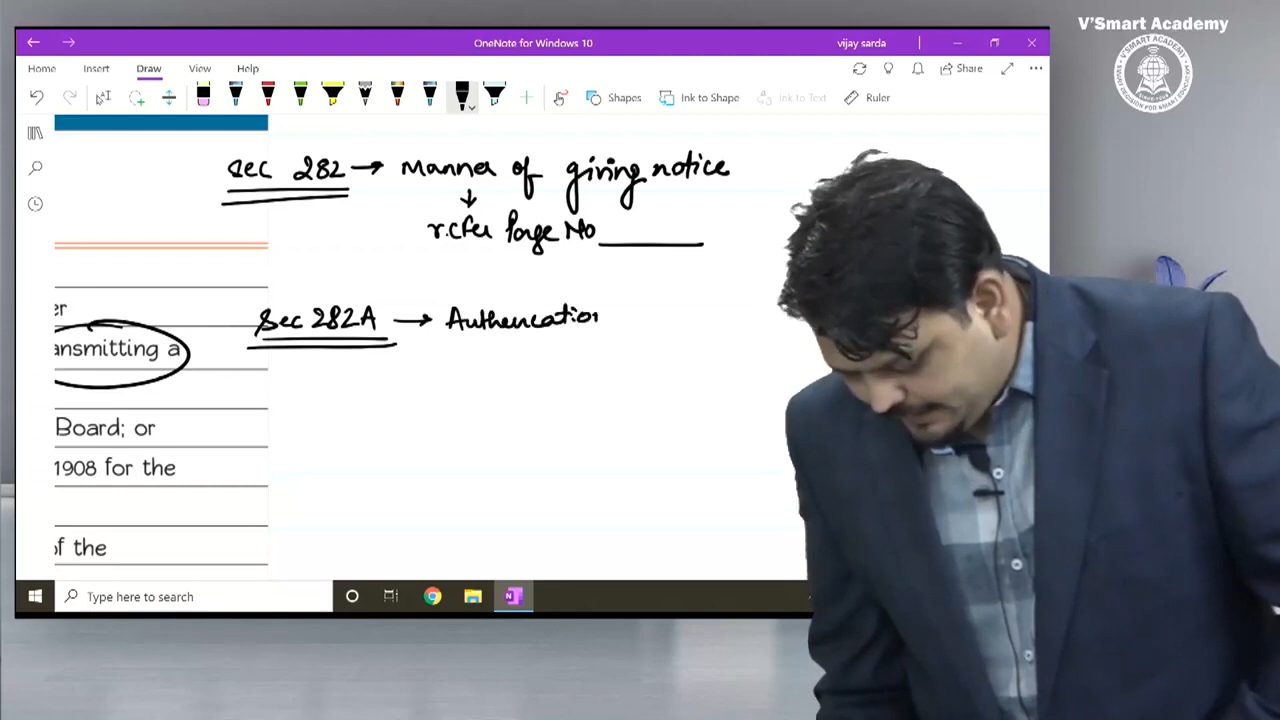 V'Smart Academy
OneNote for Windows 10
vijay sarda
Home Insert Draw View Help
Share
Shapes Ink to Shape Ink to Text Ruler
sec 282 → Manner of giving notice
↓
refer Page No ______
er
ansmitting a
Sec 282A → Authencation
Board; or
1908 for the
of the
Type here to search